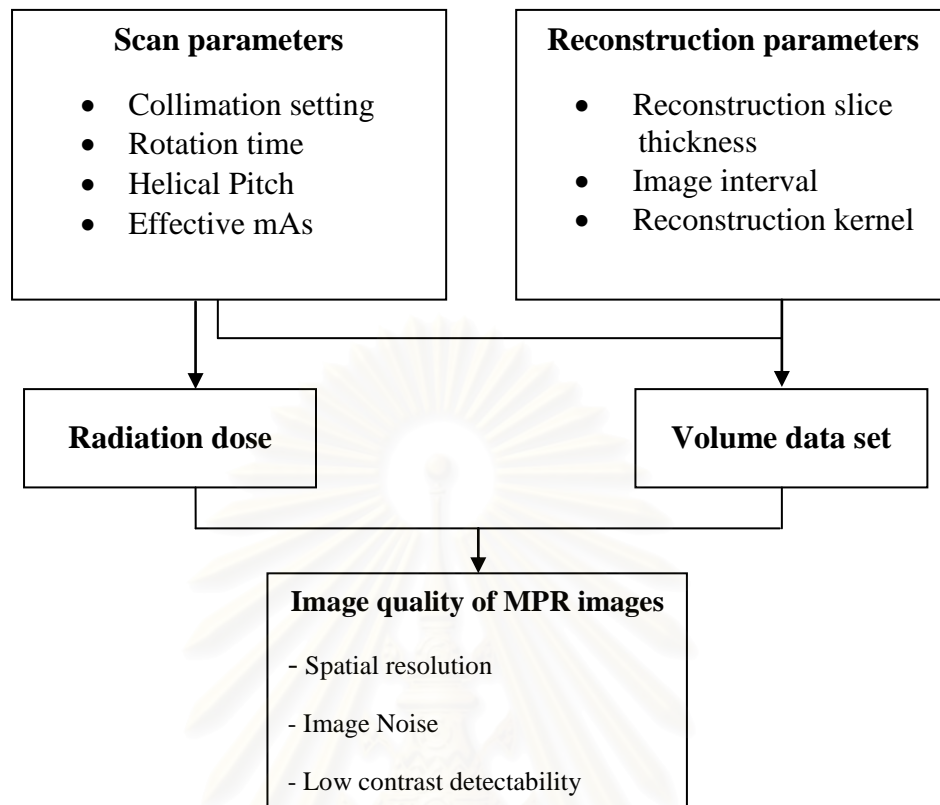 Scan parameters
• Collimation setting
• Rotation time
• Helical Pitch
• Effective mAs
Reconstruction parameters
• Reconstruction slice
thickness
• Image interval
• Reconstruction kernel
Radiation dose
Volume data set
Image quality of MPR images
- Spatial resolution
- Image Noise
- Low contrast detectability